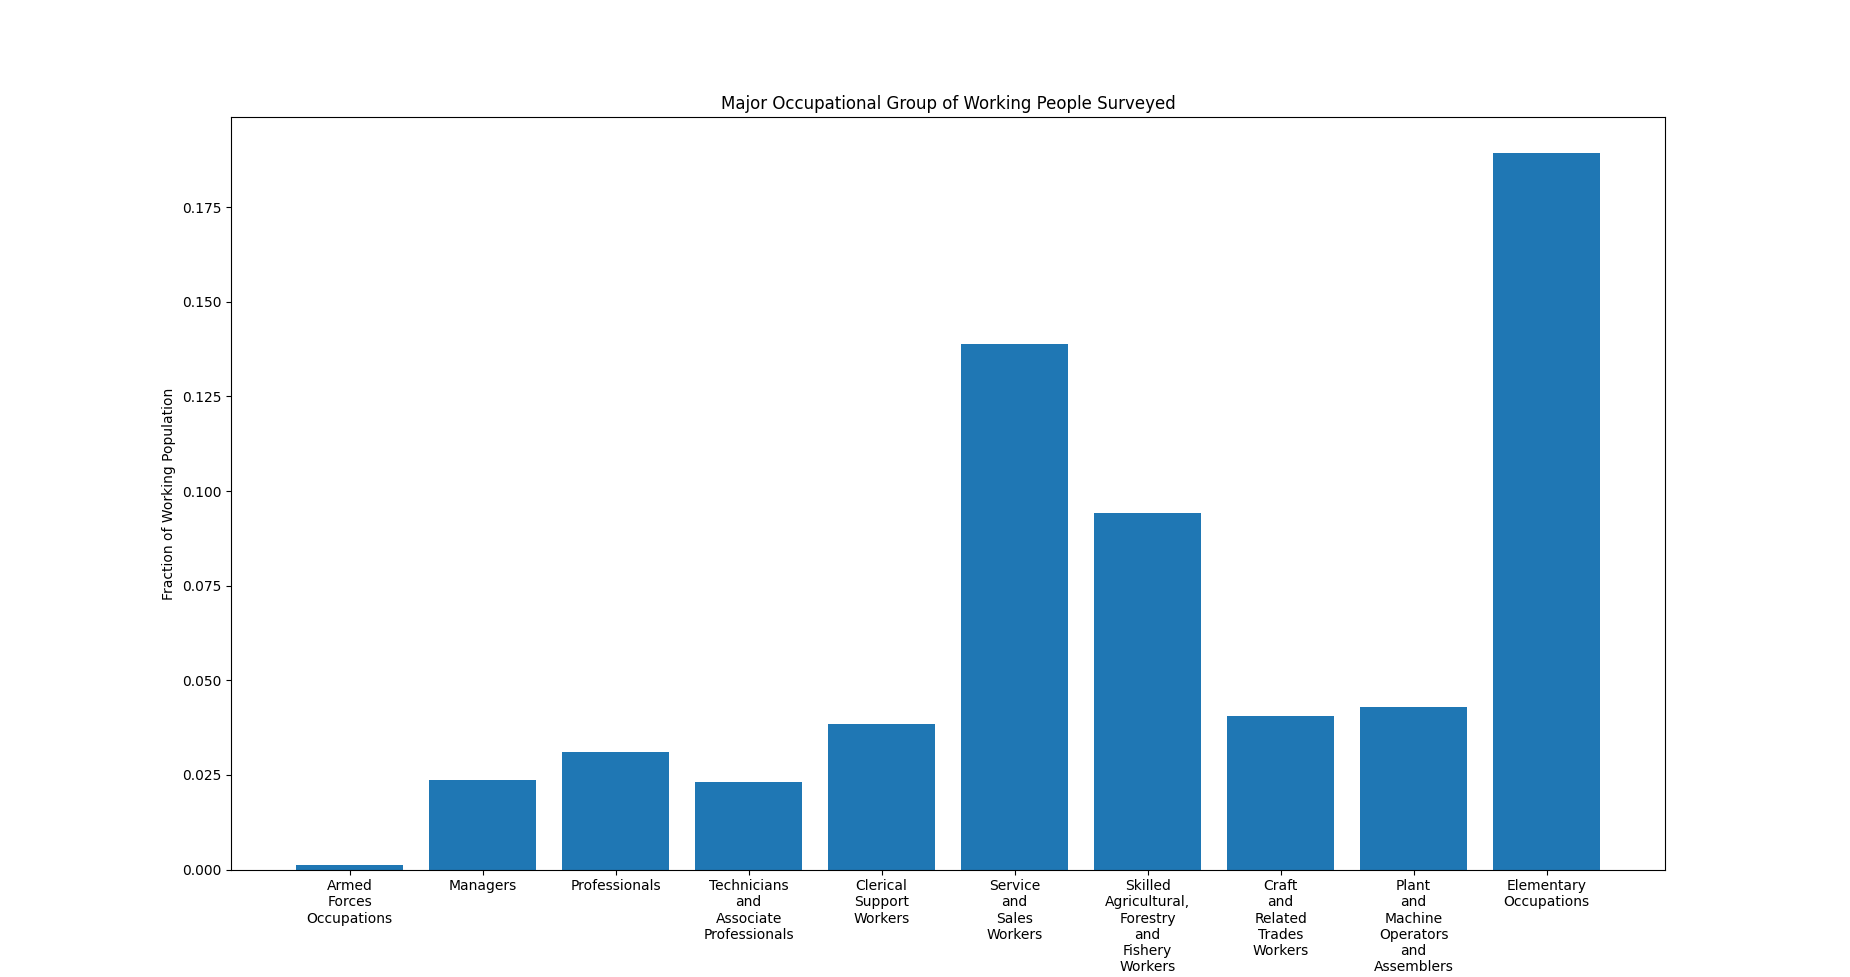 Major Occupational Group of Working People Surveyed
Fraction of Working Population
0.175
0.150
0.125
0.100
0.075
0.050
0.025
0.000
Armed
Forces
Occupations
Managers
Professionals
Technicians
and
Associate
Professionals
Clerical
Support
Workers
Service
and
Sales
Workers
Skilled
Agricultural,
Forestry
and
Fishery
Workers
Craft
and
Related
Trades
Workers
Plant
and
Machine
Operators
and
Assemblers
Elementary
Occupations